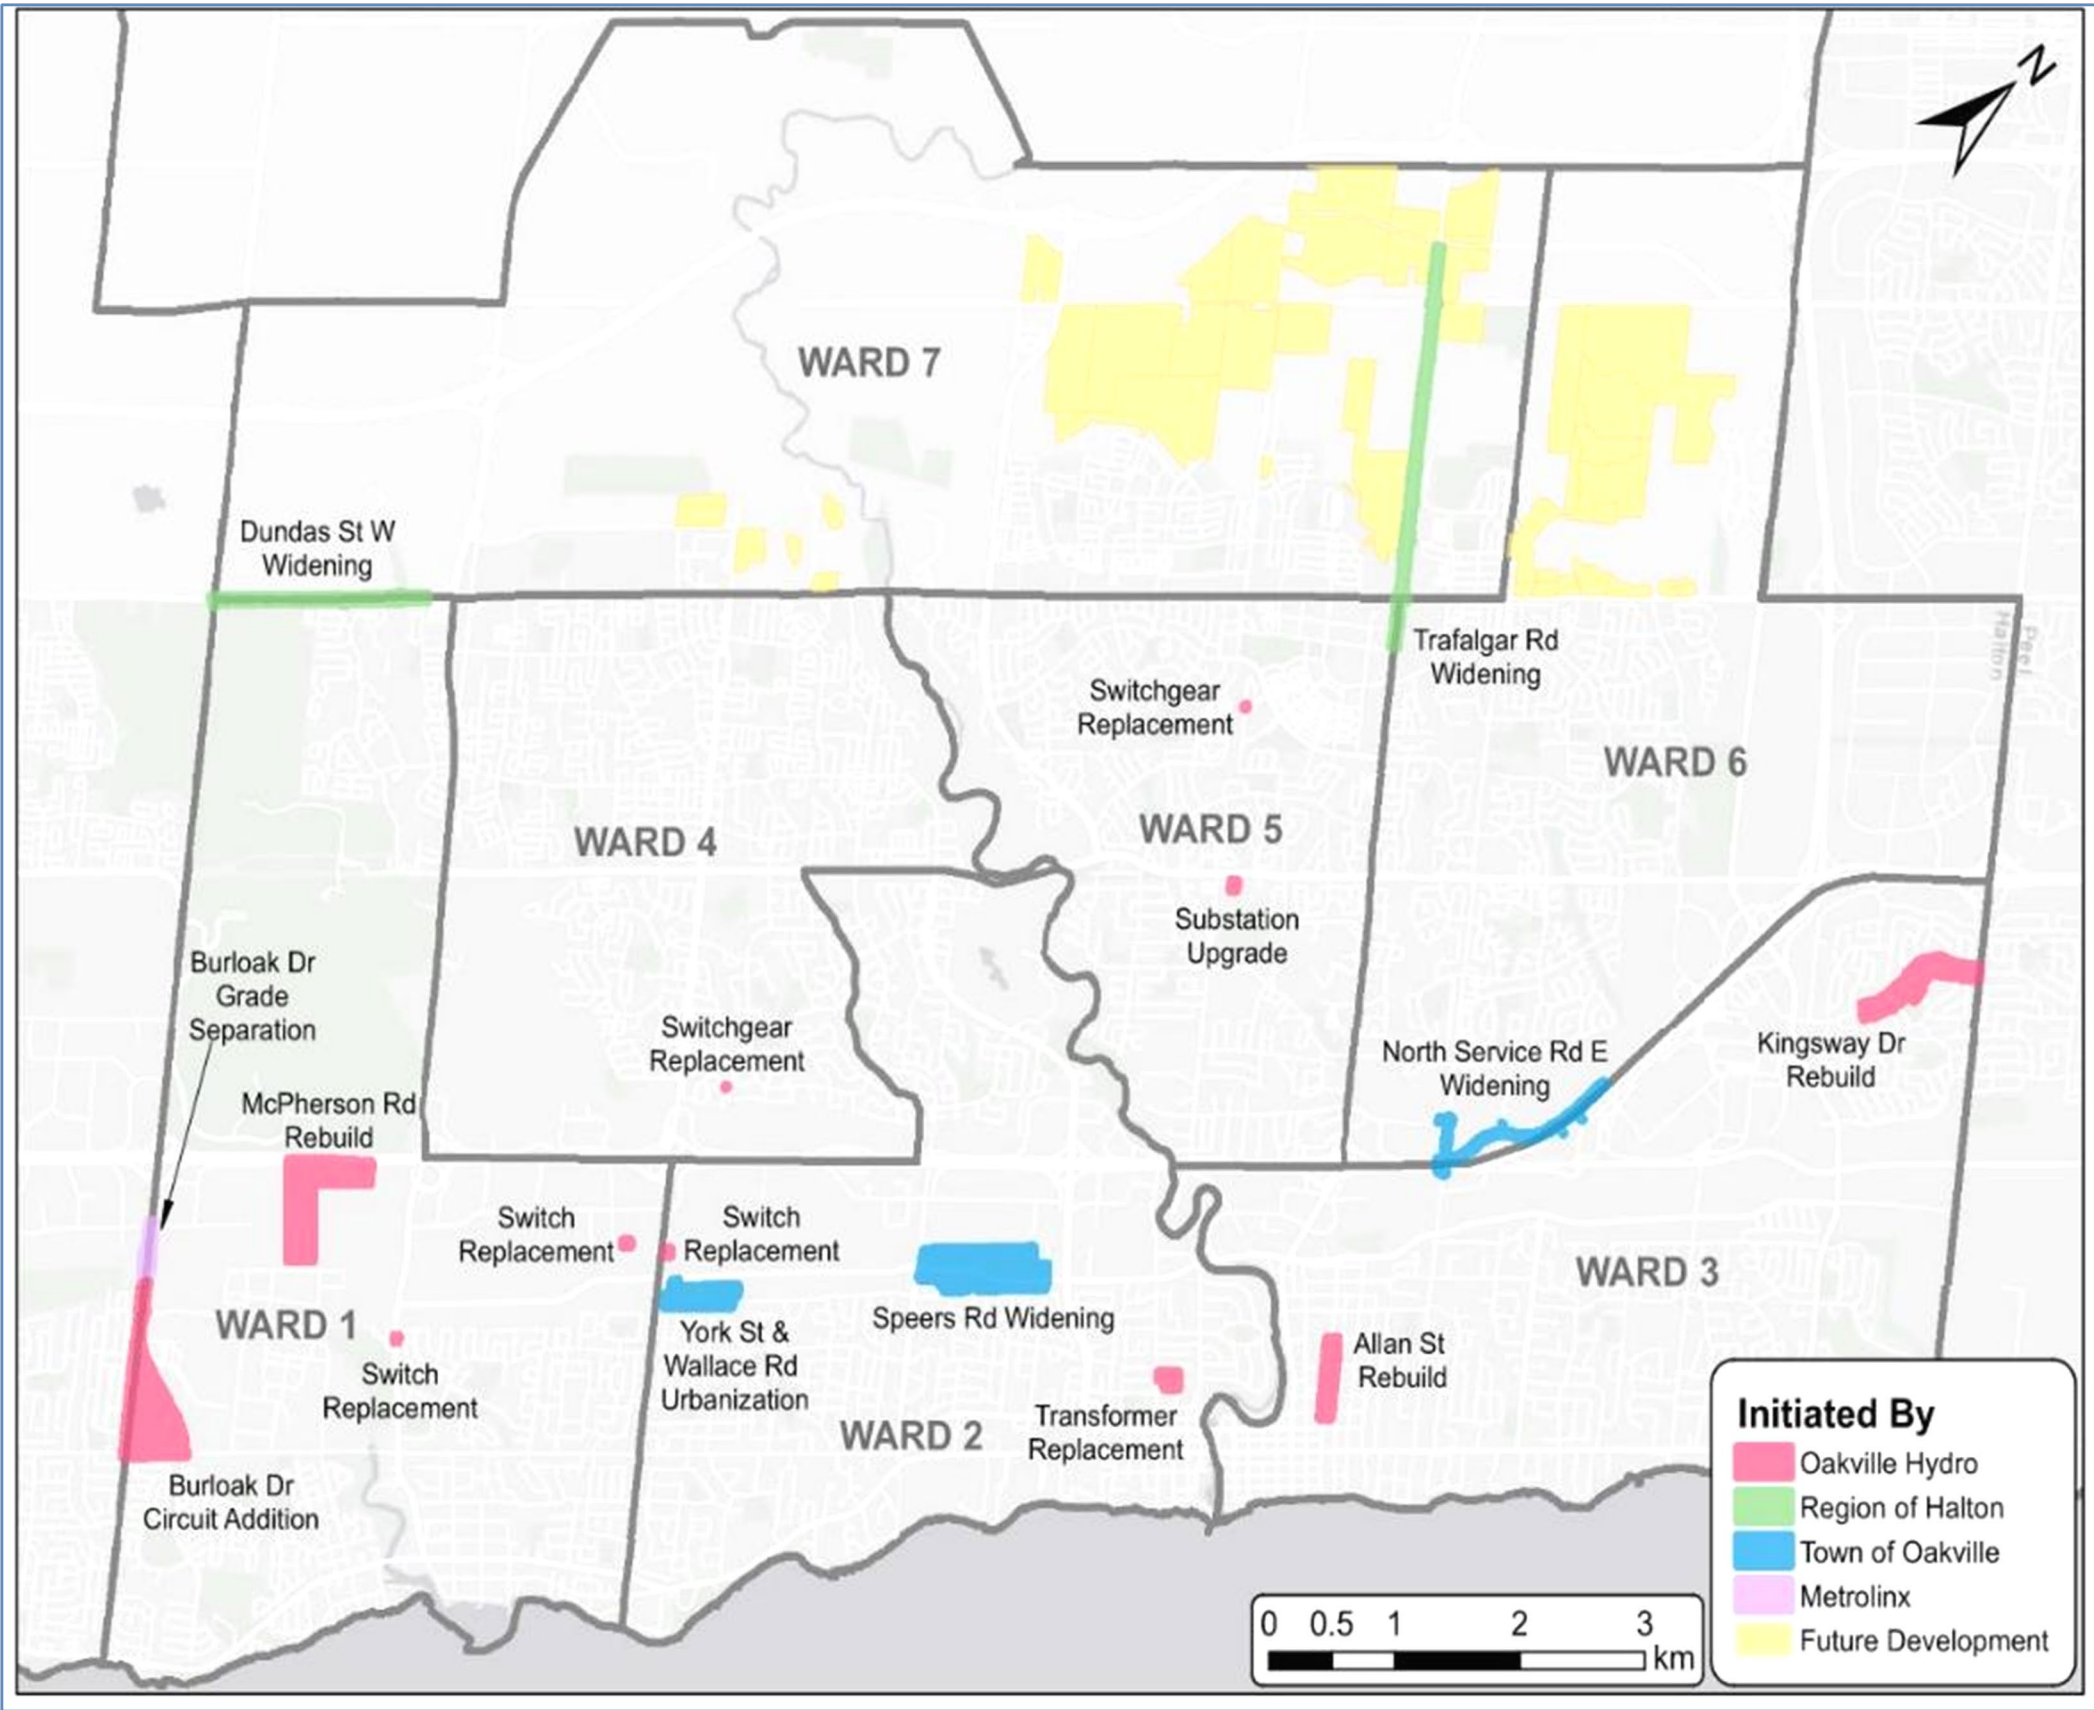 N
WARD 7
Dundas St W
Widening
Trafalgar Rd
Widening
Peel
Halton
Switchgear
Replacement
WARD 6
WARD 4
WARD 5
Substation
Upgrade
Burloak Dr
Grade
Separation
Switchgear
Replacement
North Service Rd E
Widening
Kingsway Dr
Rebuild
McPherson Rd
Rebuild
Switch
Replacement
Switch
Replacement
WARD 3
WARD 1
Speers Rd Widening
York St &
Wallace Rd
Urbanization
Allan St
Rebuild
Switch
Replacement
WARD 2
Transformer
Replacement
Burloak Dr
Circuit Addition
Initiated By
Oakville Hydro
Region of Halton
Town of Oakville
Metrolinx
Future Development
0 0.5 1 2 3
km